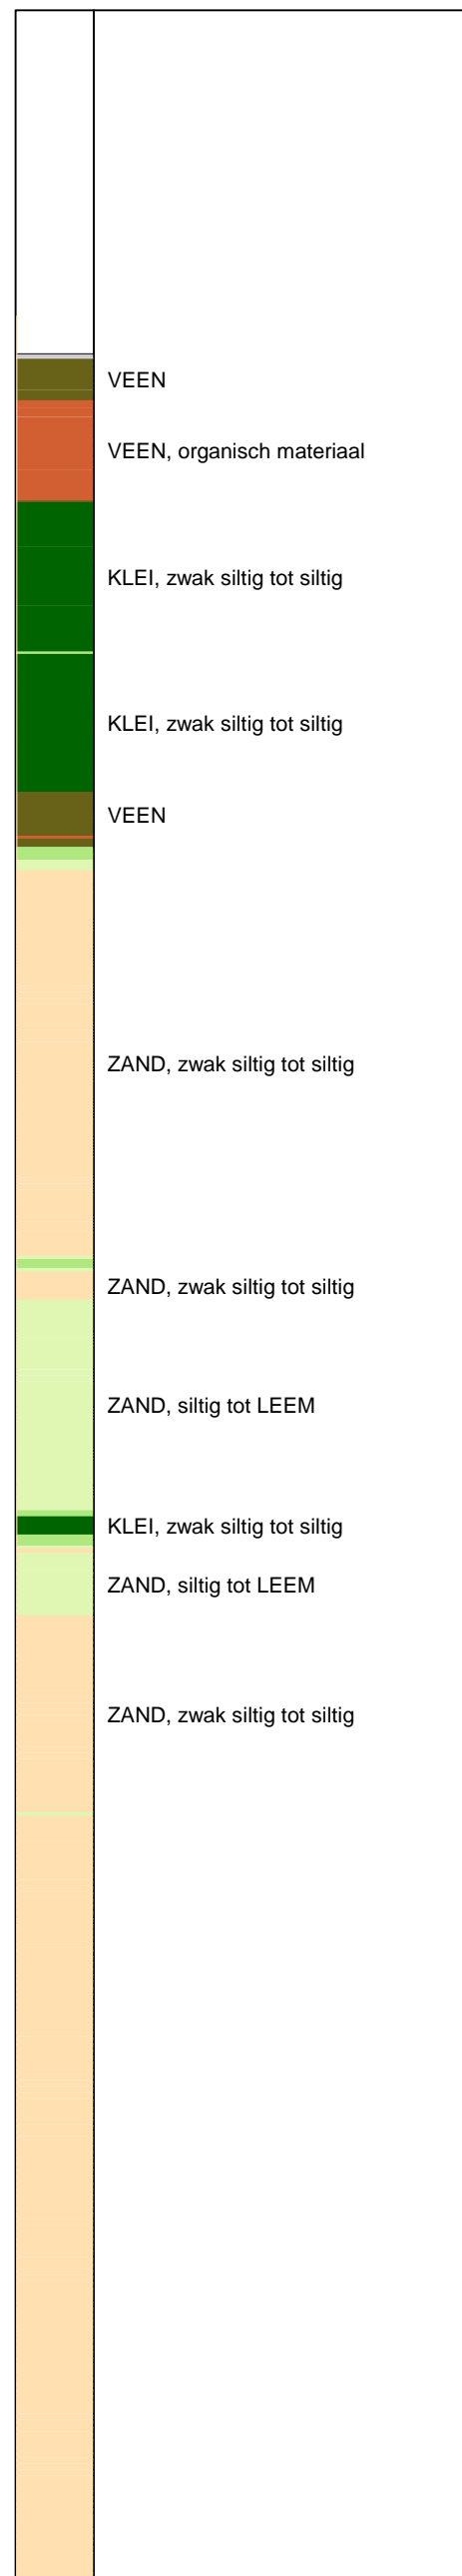 VEEN
VEEN, organisch materiaal
KLEI, zwak siltig tot siltig
KLEI, zwak siltig tot siltig
VEEN
ZAND, zwak siltig tot siltig
ZAND, zwak siltig tot siltig
ZAND, siltig tot LEEM
KLEI, zwak siltig tot siltig
ZAND, siltig tot LEEM
ZAND, zwak siltig tot siltig